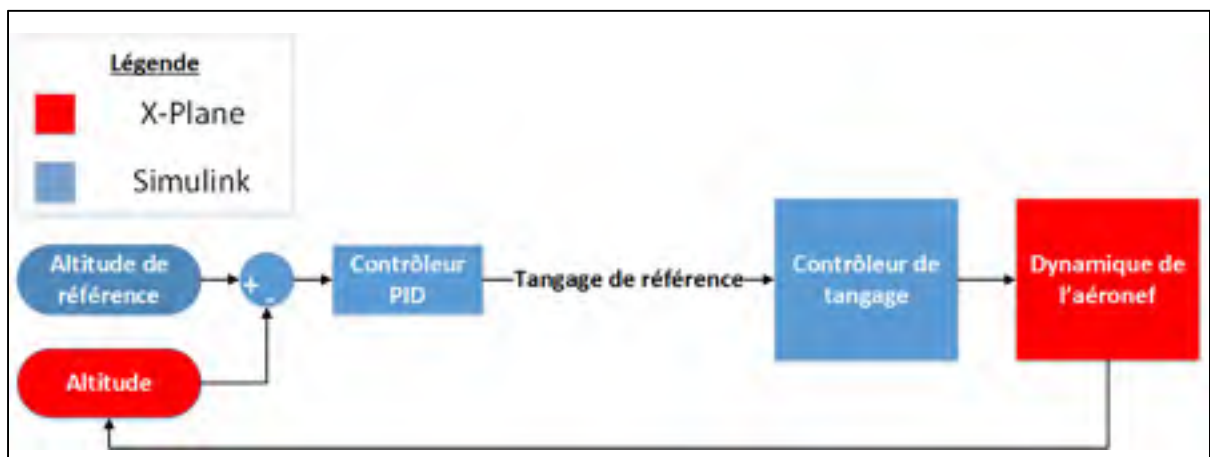 Légende
X-Plane
Simulink
Altitude de
référence
+
-
Contrôleur
PID
Tangage de référence
Contrôleur de
tangage
Dynamique de
l'aéronef
Altitude